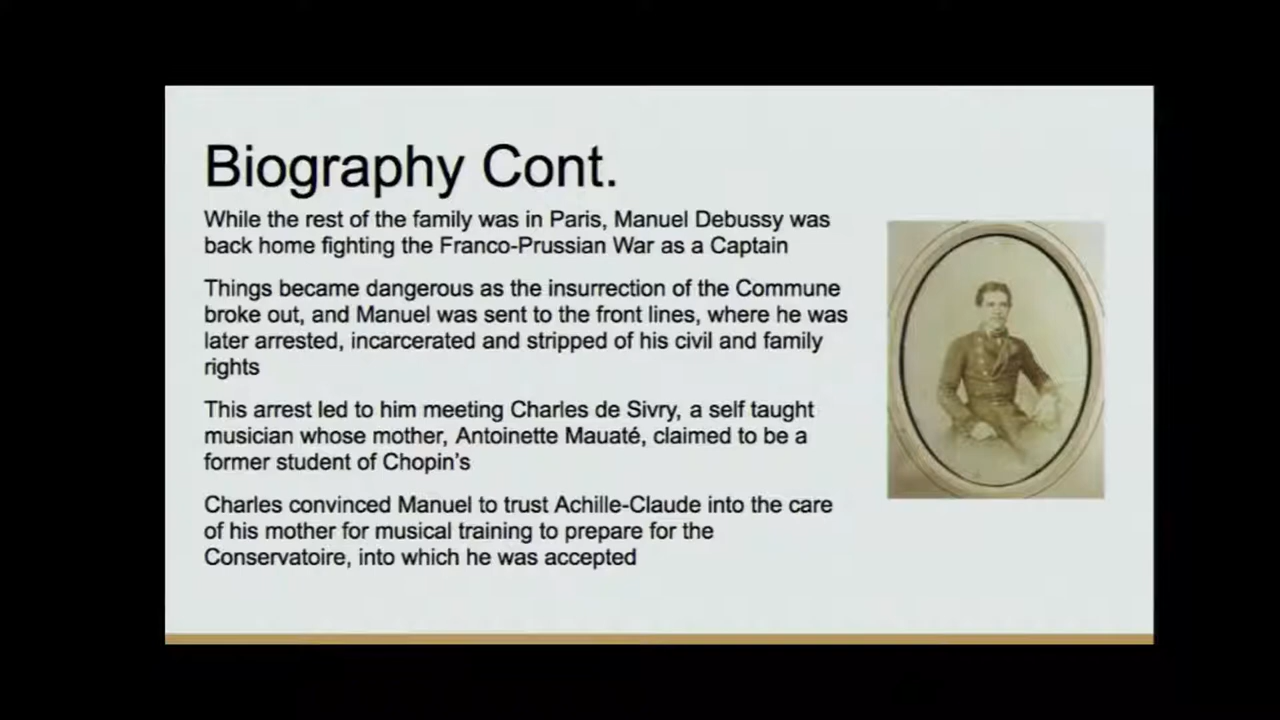 Biography Cont.
While the rest of the family was in Paris, Manuel Debussy was
back home fighting the Franco-Prussian War as a Captain
Things became dangerous as the insurrection of the Commune
broke out, and Manuel was sent to the front lines, where he was
later arrested, incarcerated and stripped of his civil and family
rights
This arrest led to him meeting Charles de Sivry, a self taught
musician whose mother, Antoinette Mauaté, claimed to be a
former student of Chopin's
Charles convinced Manuel to trust Achille-Claude into the care
of his mother for musical training to prepare for the
Conservatoire, into which he was accepted